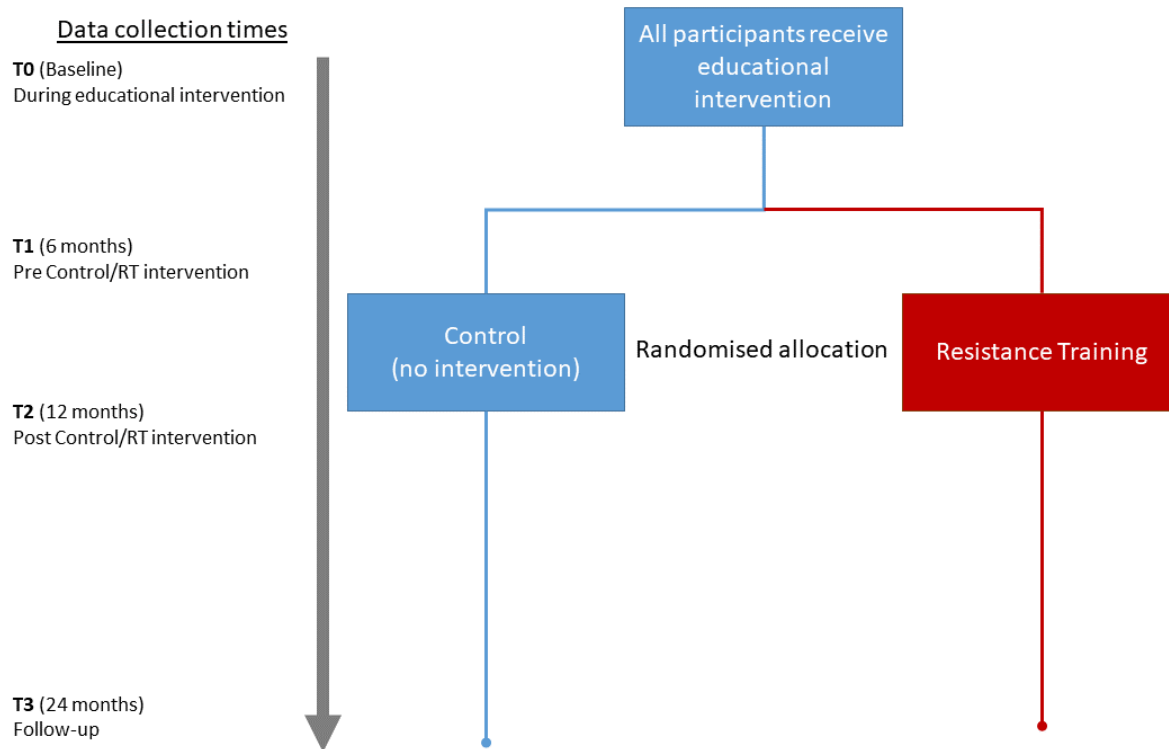 Data collection times
T0 (Baseline)
During educational intervention
T1 (6 months)
Pre Control/RT intervention
T2 (12 months)
Post Control/RT intervention
T3 (24 months)
Follow-up
All participants receive
educational
intervention
Control
(no intervention)
Randomised allocation
Resistance Training